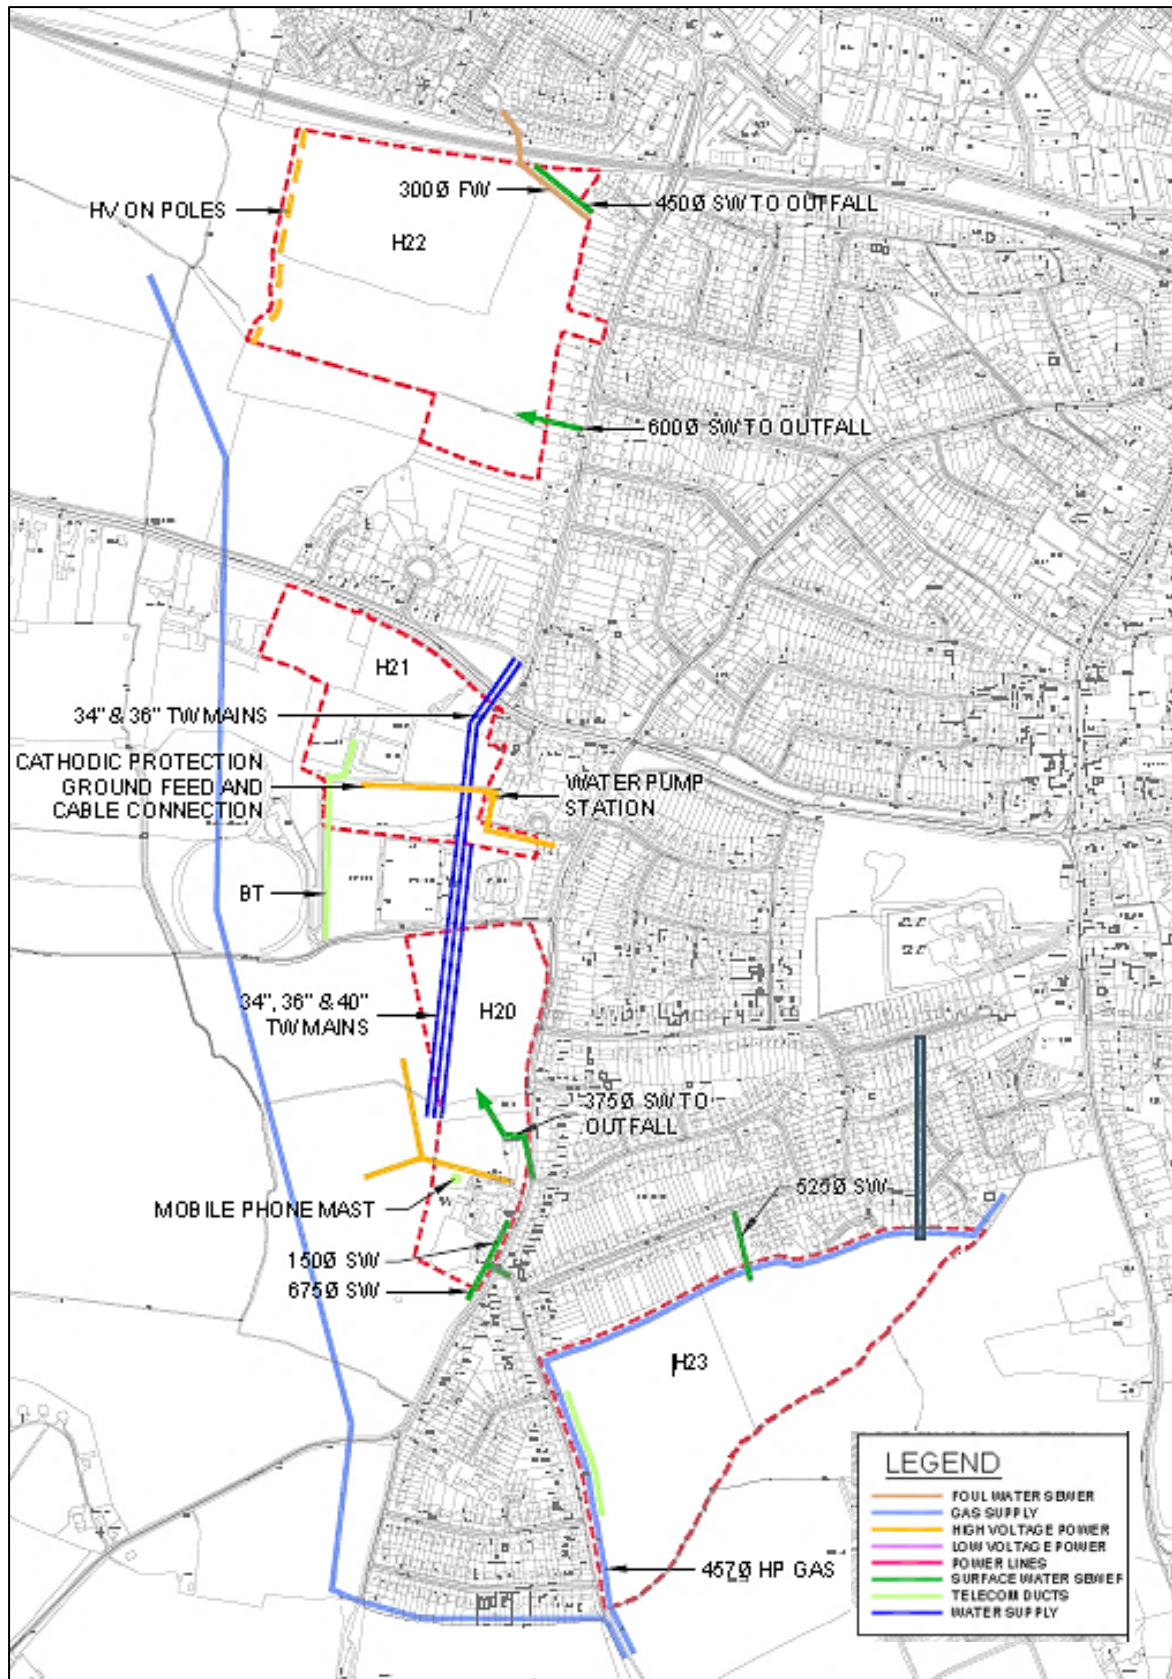 300Ø FW
HV ON POLES
450Ø SW TO OUTFALL
H22
600Ø SW TO OUTFALL
H21
34" & 36" TW MAINS
CATHODIC PROTECTION
GROUND FEED AND
CABLE CONNECTION
WATER PUMP
STATION
BT
34", 36" & 40"
TW MAINS
H20
375Ø SW TO
OUTFALL
525Ø SW
MOBILE PHONE MAST
150Ø SW
675Ø SW
H23
457Ø HP GAS
LEGEND
FOUL WATER SEWER
GAS SUPPLY
HIGH VOLTAGE POWER
LOW VOLTAGE POWER
POWER LINES
SURFACE WATER SEWER
TELECOM DUCTS
WATER SUPPLY